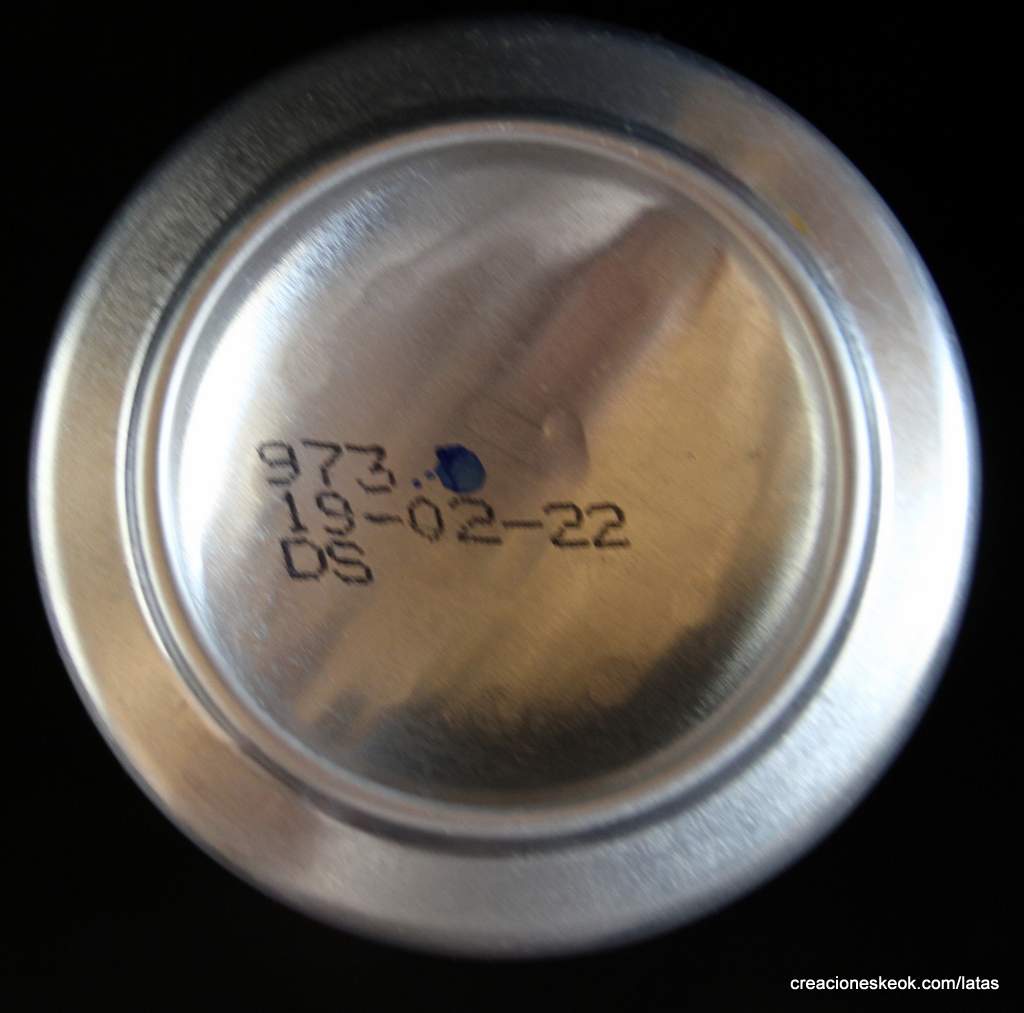 973
19-02-22
DS
creacioneskeok.com/latas